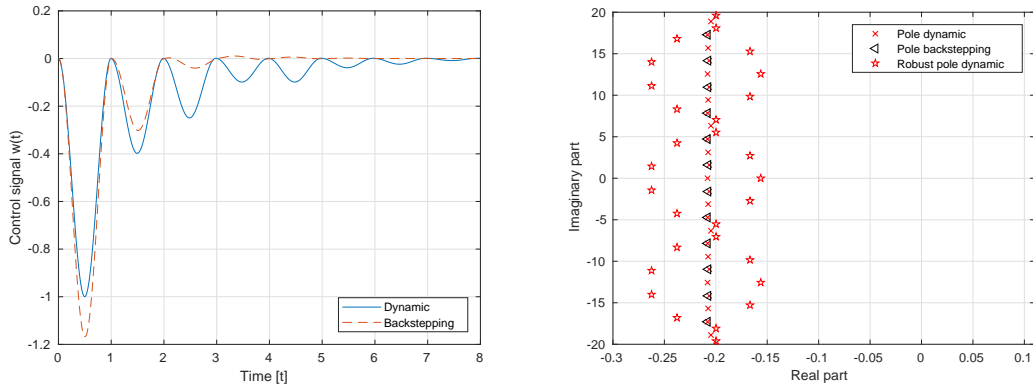 0.2
0
-0.2
-0.4
-0.6
-0.8
-1
-1.2
Control signal w(t)
0 1 2 3 4 5 6 7 8
Time [t]
Dynamic
Backstepping
20
15
10
5
0
-5
-10
-15
-20
Imaginary part
-0.3 -0.25 -0.2 -0.15 -0.1 -0.05 0 0.05 0.1
Real part
Pole dynamic
Pole backstepping
Robust pole dynamic